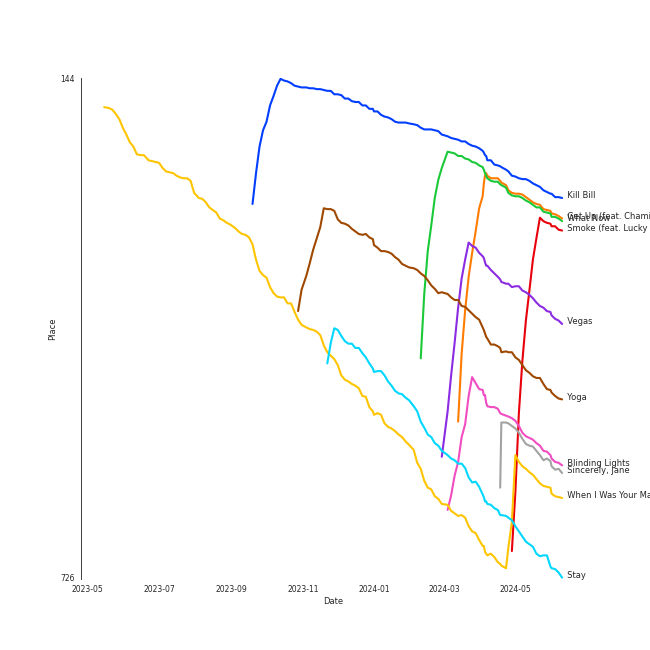 144
Place
726
Kill Bill
Get Up (feat. Chami
What Now
Smoke (feat. Lucky
Vegas
Yoga
Blinding Lights
Sincerely, Jane
When I Was Your Ma
Stay
2023-05 2023-07 2023-09 2023-11 2024-01 2024-03 2024-05
Date